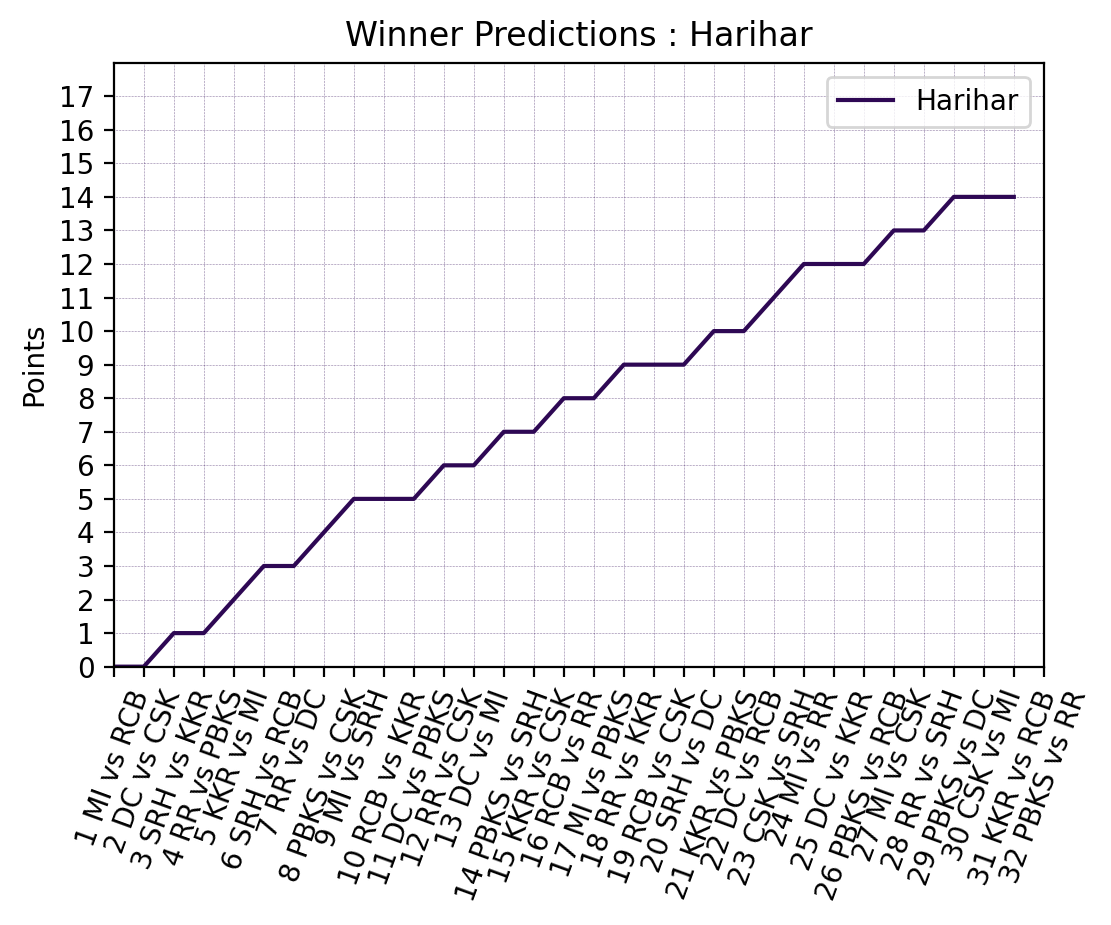 Winner Predictions : Harihar
Harihar
Points
17
16
15
14
13
12
11
10
9
8
7
6
5
4
3
2
1
0
1 MI vs RCB
2 DC vs CSK
3 SRH vs KKR
4 RR vs PBKS
5 KKR vs MI
6 SRH vs RCB
7 RR vs DC
8 PBKS vs CSK
9 MI vs SRH
10 RCB vs KKR
11 DC vs PBKS
12 RR vs CSK
13 DC vs MI
14 PBKS vs SRH
15 KKR vs CSK
16 RCB vs RR
17 MI vs PBKS
18 RR vs KKR
19 RCB vs CSK
20 SRH vs DC
21 KKR vs PBKS
22 DC vs RCB
23 CSK vs SRH
24 MI vs RR
25 DC vs KKR
26 PBKS vs RCB
27 MI vs CSK
28 RR vs SRH
29 PBKS vs DC
30 CSK vs MI
31 KKR vs RCB
32 PBKS vs RR